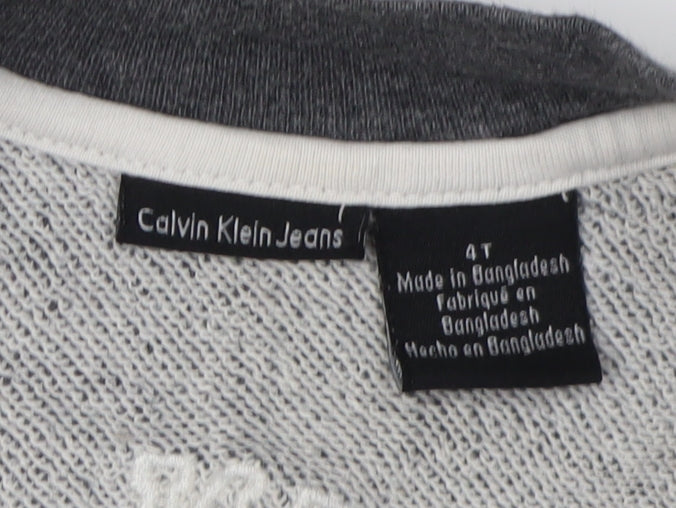 Calvin Klein Jeans
4T
Made in Bangladesh
Fabriqué en
Bangladesh
Hecho en Bangladesh